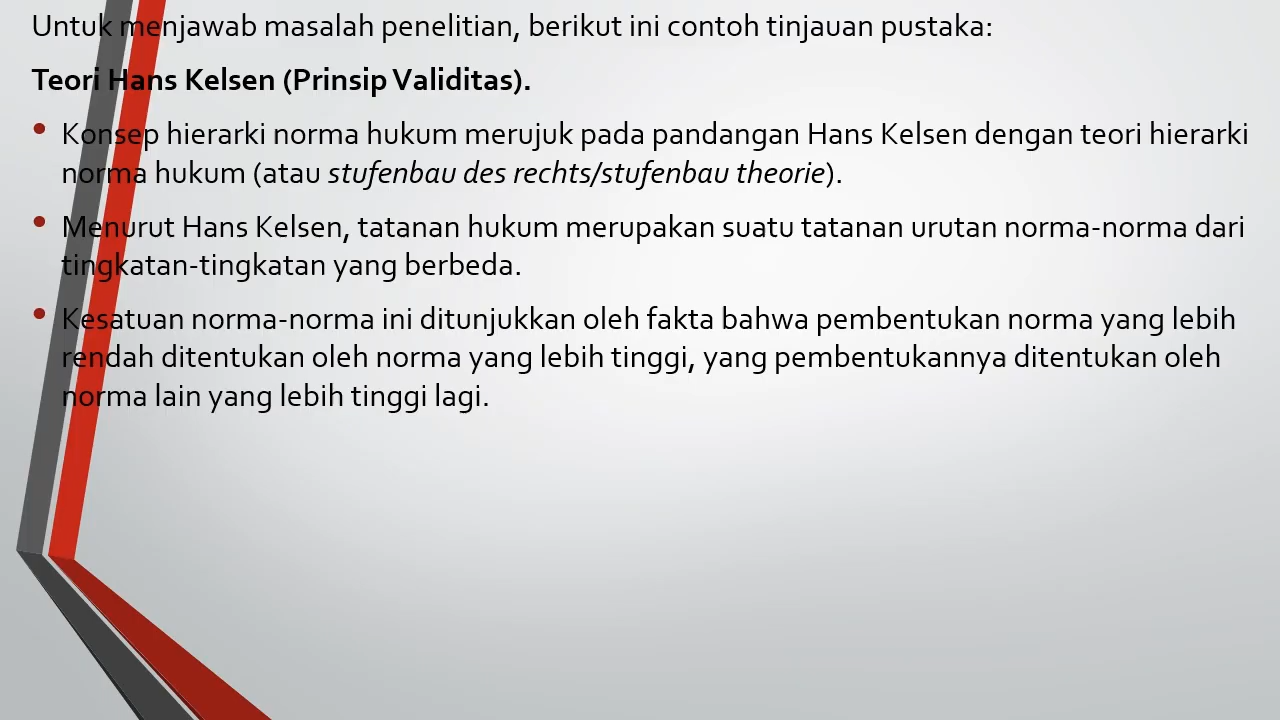 Untuk menjawab masalah penelitian, berikut ini contoh tinjauan pustaka:
Teori Hans Kelsen (Prinsip Validitas).
• Konsep hierarki norma hukum merujuk pada pandangan Hans Kelsen dengan teori hierarki
norma hukum (atau stufenbau des rechts/stufenbau theorie).
• Menurut Hans Kelsen, tatanan hukum merupakan suatu tatanan urutan norma-norma dari
tingkatan-tingkatan yang berbeda.
• Kesatuan norma-norma ini ditunjukkan oleh fakta bahwa pembentukan norma yang lebih
rendah ditentukan oleh norma yang lebih tinggi, yang pembentukannya ditentukan oleh
norma lain yang lebih tinggi lagi.